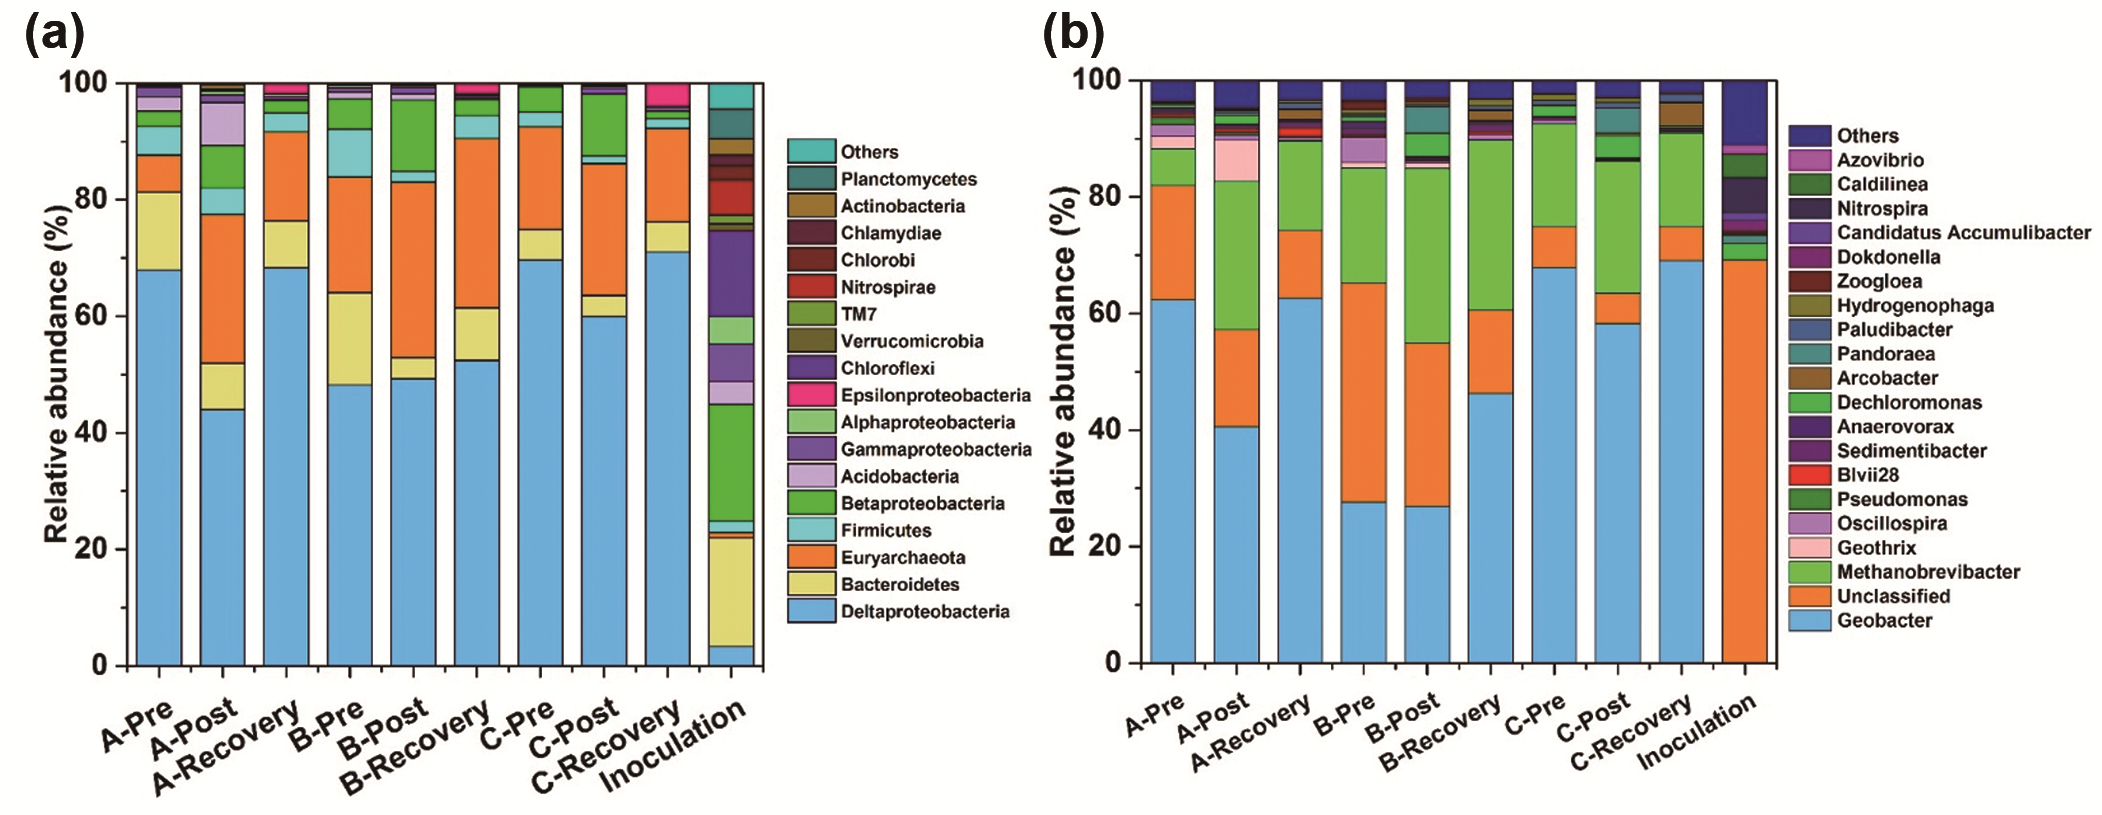 (a)
Relative abundance (%)
100
80
60
40
20
0
A-Pre
A-Post
A-Recovery
B-Pre
B-Post
B-Recovery
C-Pre
C-Post
C-Recovery
Inoculation
Others
Planctomycetes
Actinobacteria
Chlamydiae
Chlorobi
Nitrospirae
TM7
Verrucomicrobia
Chloroflexi
Epsilonproteobacteria
Alphaproteobacteria
Gammaproteobacteria
Acidobacteria
Betaproteobacteria
Firmicutes
Euryarchaeota
Bacteroidetes
Deltaproteobacteria
(b)
Relative abundance (%)
100
80
60
40
20
0
A-Pre
A-Post
A-Recovery
B-Pre
B-Post
B-Recovery
C-Pre
C-Post
C-Recovery
Inoculation
Others
Azovibrio
Caldilinea
Nitrospira
Candidatus Accumulibacter
Dokdonella
Zoogloea
Hydrogenophaga
Paludibacter
Pandoraea
Arcobacter
Dechloromonas
Anaerovorax
Sedimentibacter
Blvii28
Pseudomonas
Oscillospira
Geothrix
Methanobrevibacter
Unclassified
Geobacter